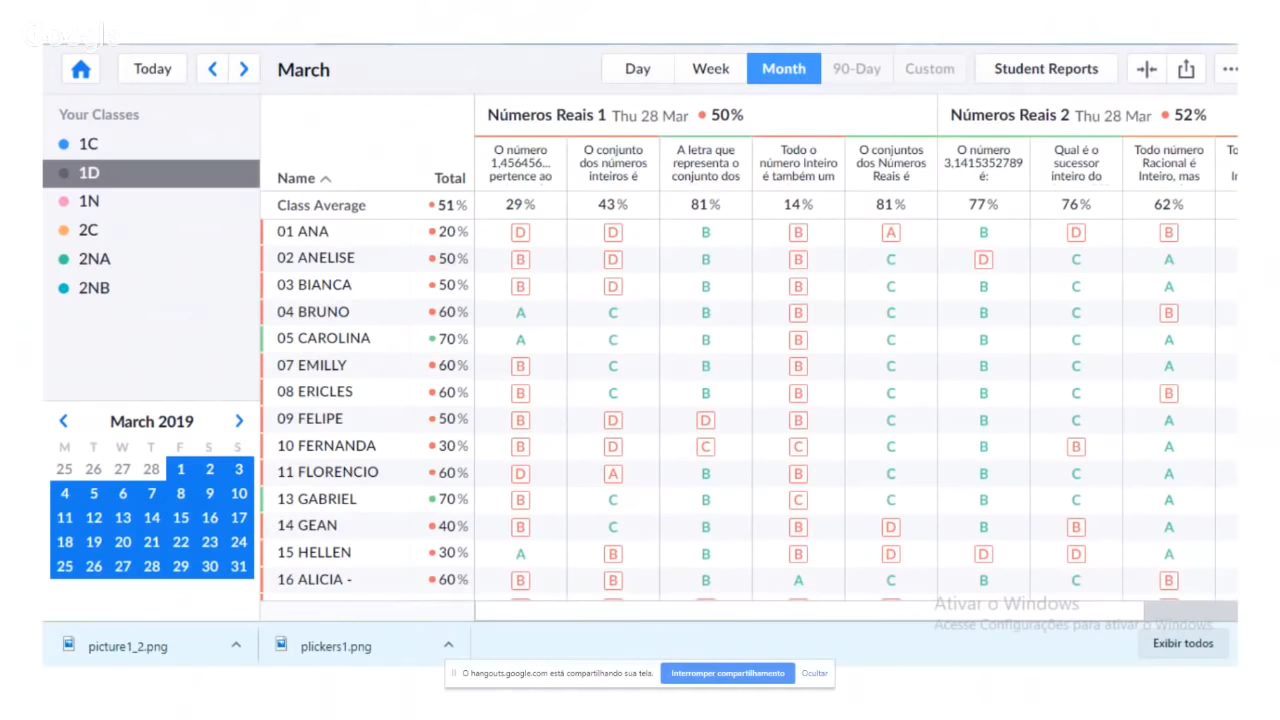 Google
Today
March
Day Week Month 90-Day Custom Student Reports
Your Classes
1C
1D
1N
2C
2NA
2NB
March 2019
M T W T F S S
25 26 27 28 1 2 3
4 5 6 7 8 9 10
11 12 13 14 15 16 17
18 19 20 21 22 23 24
25 26 27 28 29 30 31
Números Reais 1 Thu 28 Mar 50% Números Reais 2 Thu 28 Mar 52%
O número O conjunto A letra que Todo o O conjuntos O número Qual é o Todo número
1,456456... dos números representa o número Inteiro dos Números 3,1415352789 sucessor Racional é
pertence ao inteiros é conjunto dos é também um Reais é é: inteiro do Inteiro, mas
Name Total
Class Average 51% 29% 43% 81% 14% 81% 77% 76% 62%
01 ANA 20% D D B B A B D B
02 ANELISE 50% B D B B C D C A
03 BIANCA 50% B D B B C B C A
04 BRUNO 60% A C B B C B C B
05 CAROLINA 70% A C B B C B C A
07 EMILLY 60% B C B B C B C A
08 ERICLES 60% B C B B C B C B
09 FELIPE 50% B D D B C B C A
10 FERNANDA 30% B D C C C B B A
11 FLORENCIO 60% D A B B C B C A
13 GABRIEL 70% B C B C C B C A
14 GEAN 40% B C B B D B B A
15 HELLEN 30% A B B B D D D A
16 ALICIA - 60% B B B A C B C B
Ativar o Windows
Acesse Configurações para ativar o Windows.
picture1_2.png plickers1.png Exibir todos
O hangouts.google.com está compartilhando sua tela. Interromper compartilhamento Ocultar